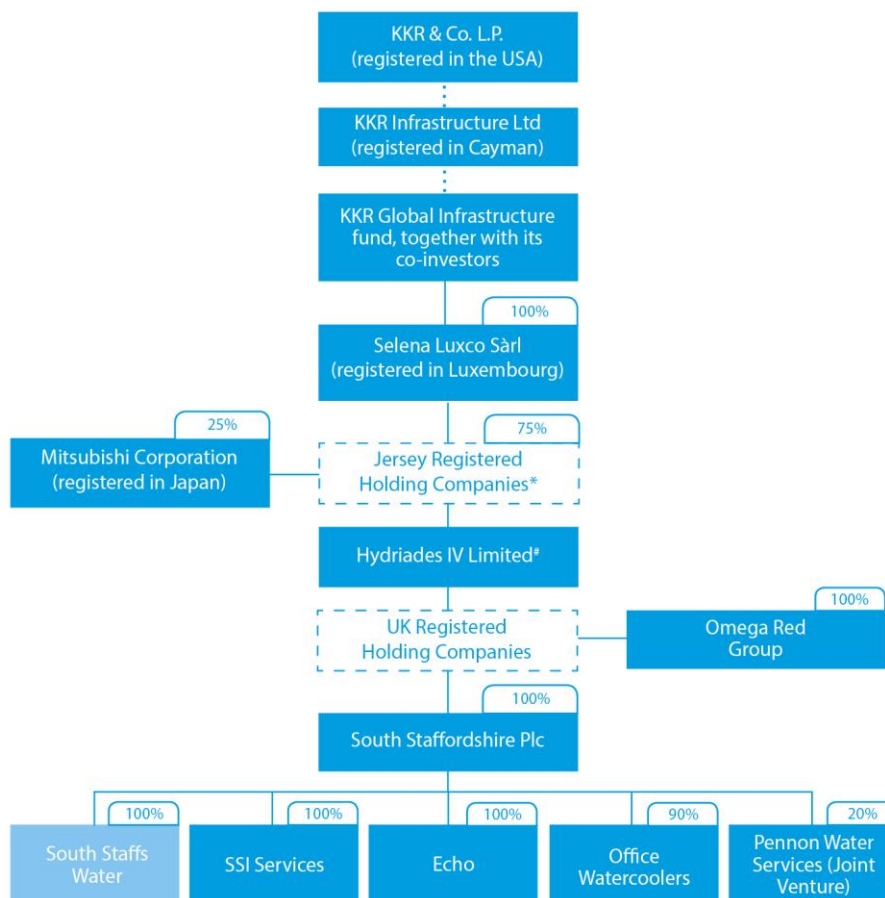 KKR & Co. L.P.
(registered in the USA)
KKR Infrastructure Ltd
(registered in Cayman)
KKR Global Infrastructure
fund, together with its
co-investors
100%
Selena Luxco Sàrl
(registered in Luxembourg)
25%
Mitsubishi Corporation
(registered in Japan)
75%
Jersey Registered
Holding Companies*
Hydriades IV Limited#
UK Registered
Holding Companies
100%
Omega Red
Group
100%
South Staffordshire Plc
100%
South Staffs
Water
100%
SSI Services
100%
Echo
90%
Office
Watercoolers
20%
Pennon Water
Services (Joint
Venture)